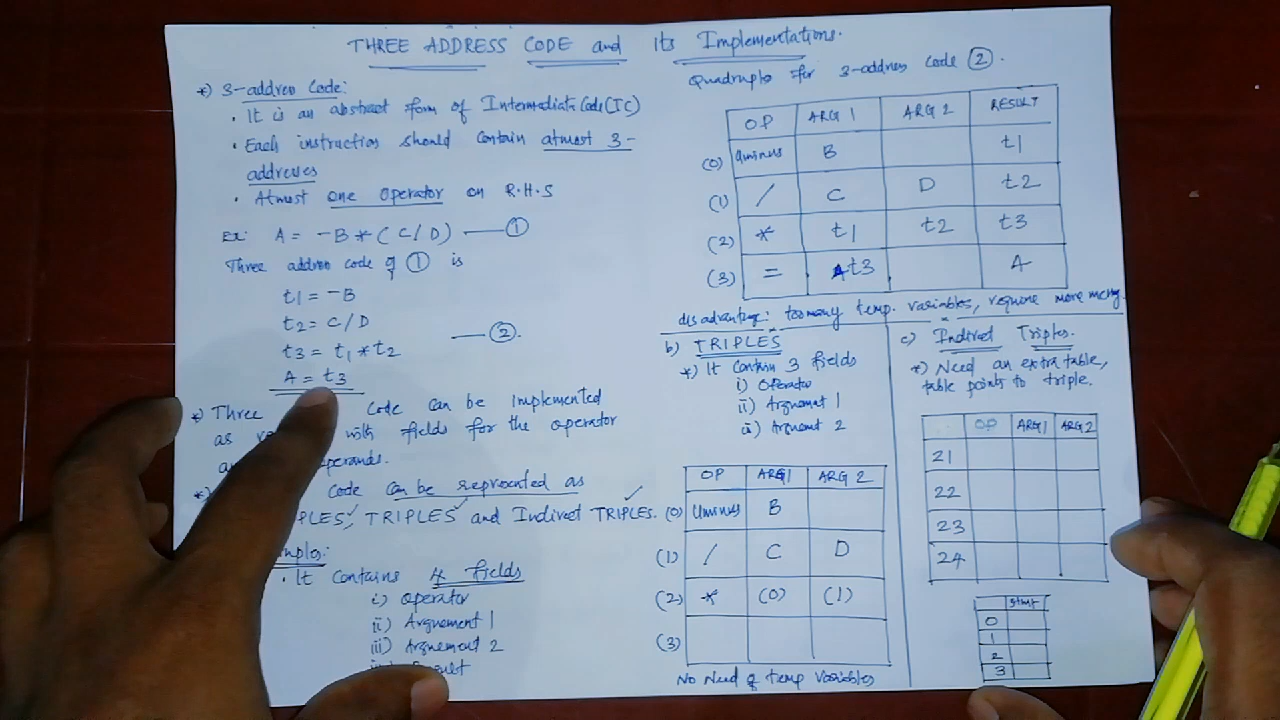 THREE ADDRESS CODE and Its Implementations.
*) 3-address Code:
. It is an abstract form of Intermediate Code (IC)
. Each instruction should contain atmost 3-
addresses
. Atmost one operator on R.H.S
Ex: A = -B * ( C / D) —— ①
Three address code of ① is
t1 = -B
t2 = C / D
—— ②.
t3 = t1 * t2
A = t3
*) Three Code can be implemented
as with fields for the operator
operands.
*) Code can be represented as
PLES, TRIPLES and Indirect TRIPLES.
. It Contains 4 fields
i) Operator
ii) Arguement 1
iii) Arguement 2
Quadruple for 3-address Code ②.
OP ARG 1 ARG 2 RESULT
(0) Uminus B t1
(1) / C D t2
(2) * t1 t2 t3
(3) = t3 A
disadvantage: too many temp. variables, require more memory.
b) TRIPLES
*) It Contain 3 fields
i) Operator
ii) Argument 1
iii) Argument 2
OP ARG1 ARG 2
(0) Uminus B
(1) / C D
(2) * (0) (1)
(3)
No Need of temp Variables
c) Indirect Triples.
*) Need an extra table,
table points to triple.
OP ARG1 ARG2
21
22
23
24
stmt
0
1
2
3